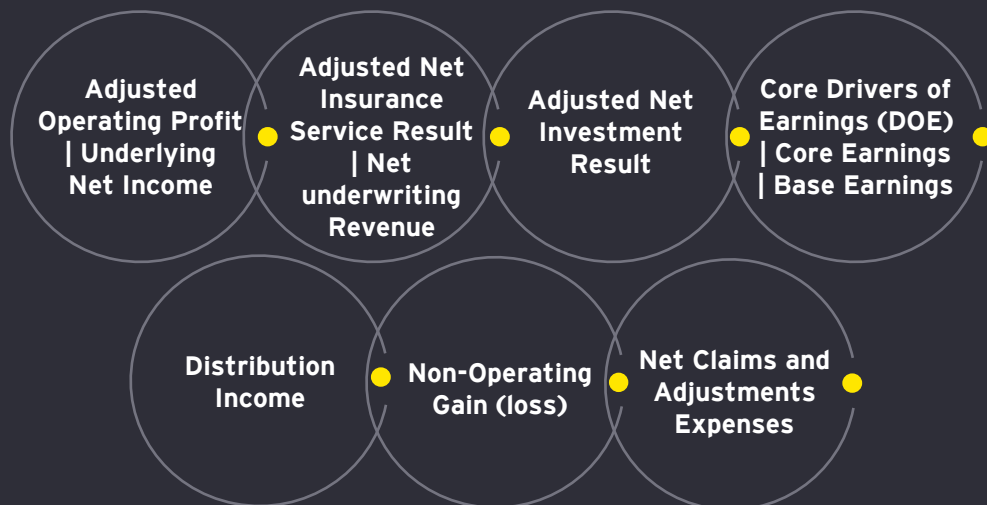 Adjusted
Operating Profit
| Underlying
Net Income
Adjusted Net
Insurance
Service Result
| Net
underwriting
Revenue
Adjusted Net
Investment
Result
Core Drivers of
Earnings (DOE)
| Core Earnings
| Base Earnings
Distribution
Income
Non-Operating
Gain (loss)
Net Claims and
Adjustments
Expenses